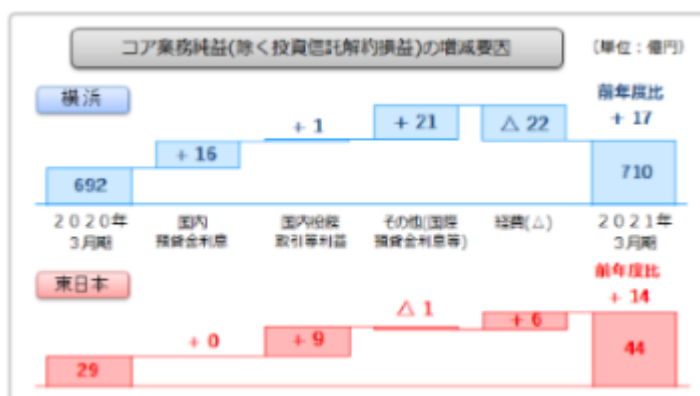 コア業務純益(除く投資信託解約損益)の増減要因
(単位：億円)
横浜
前年度比
+ 17
+ 1
+ 21
△ 22
+ 16
692
710
2020年
3月期
国内
預貸金利息
国内役務
取引等利益
その他(国際
預貸金利息等)
経費(△)
2021年
3月期
東日本
前年度比
+ 14
△ 1
+ 0
+ 9
+ 6
29
44